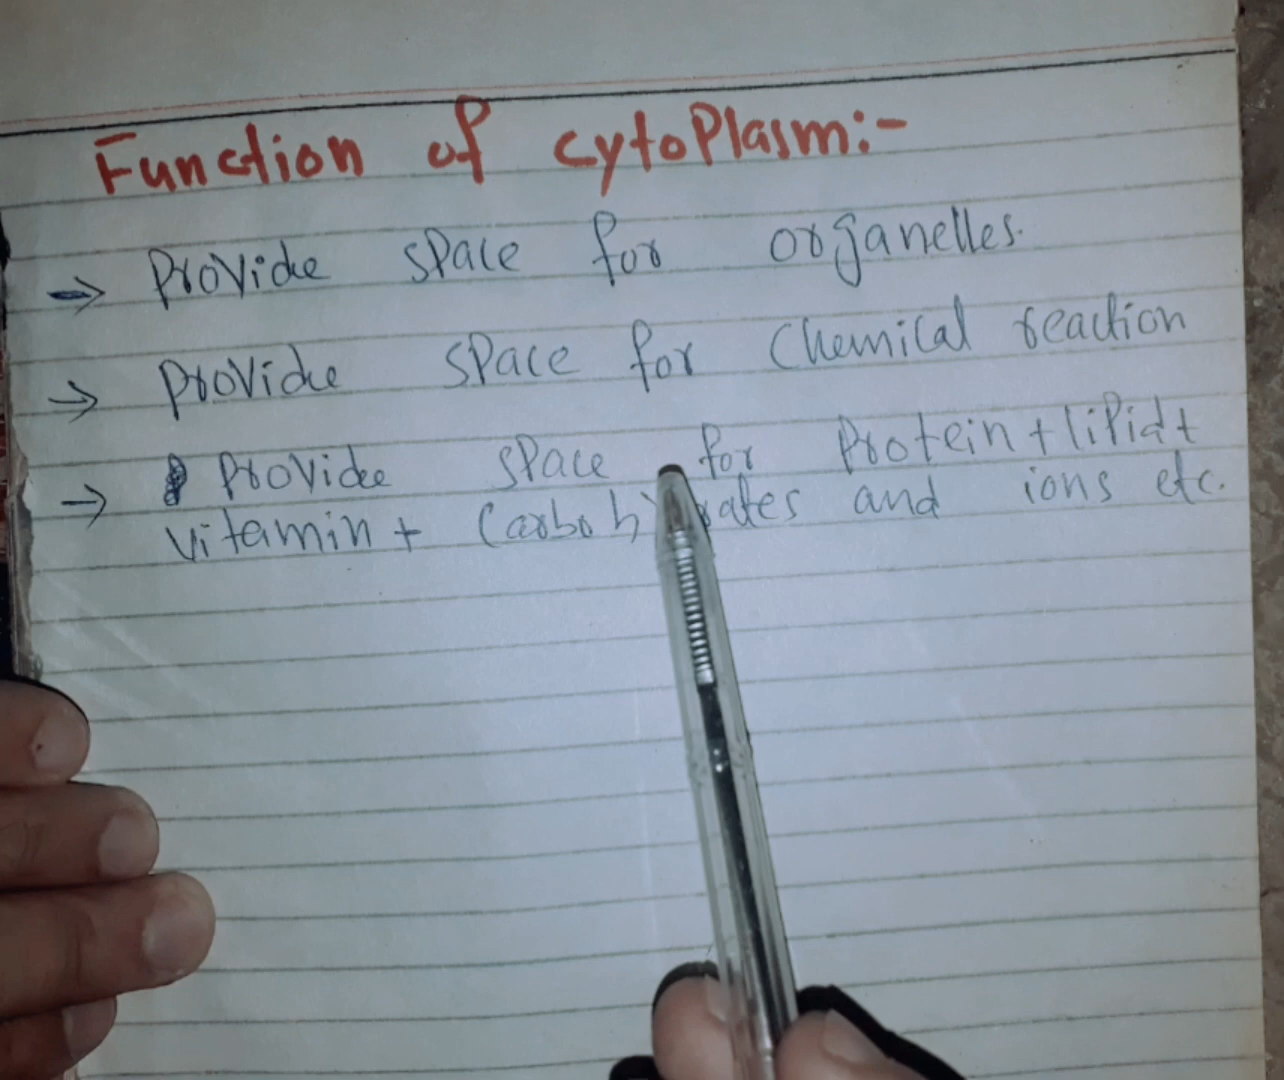 Function of cytoPlasm:-
→ Provide space for organelles.
→ Provide space for Chemical reaction
→ Provide space for Protein + lipid +
vitamin + and ions etc.